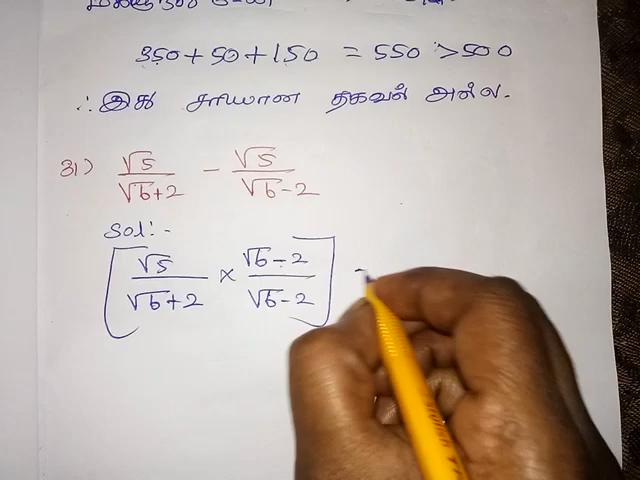 350+50+150 = 550 >500
∴ இது சரியான தகவல் அல்ல.
31) √5/√6+2 - √5/√6-2
Sol:-
[√5/√6+2 × √6-2/√6-2] -